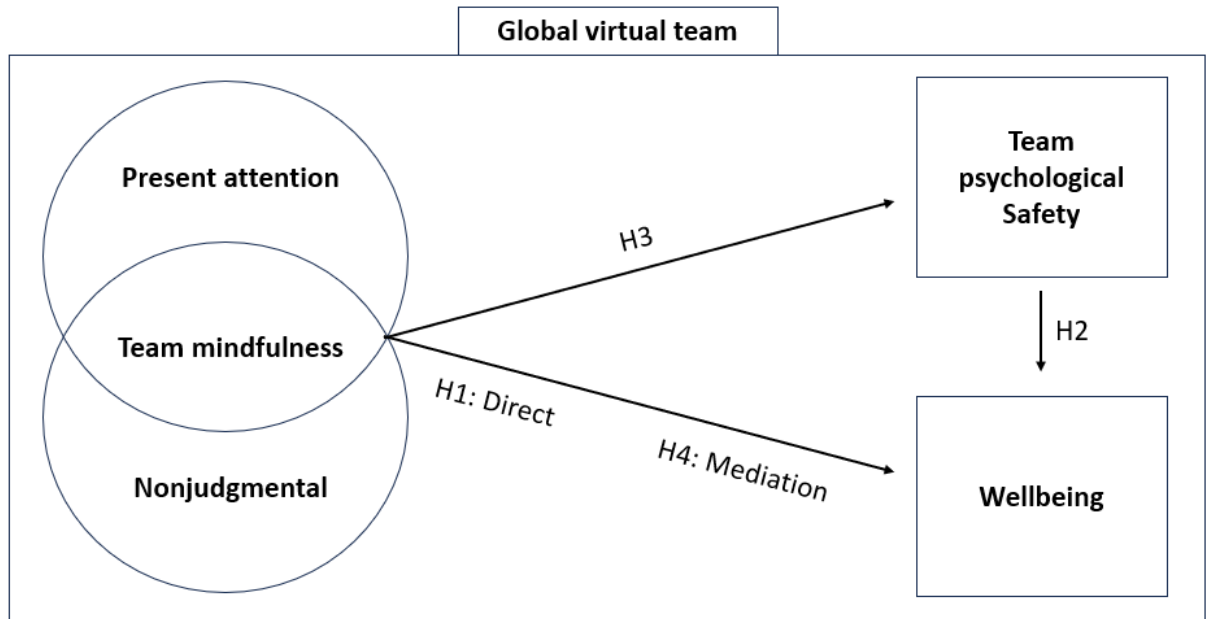 Global virtual team
Present attention
Team mindfulness
Nonjudgmental
H3
H1: Direct
H4: Mediation
Team
psychological
Safety
H2
Wellbeing